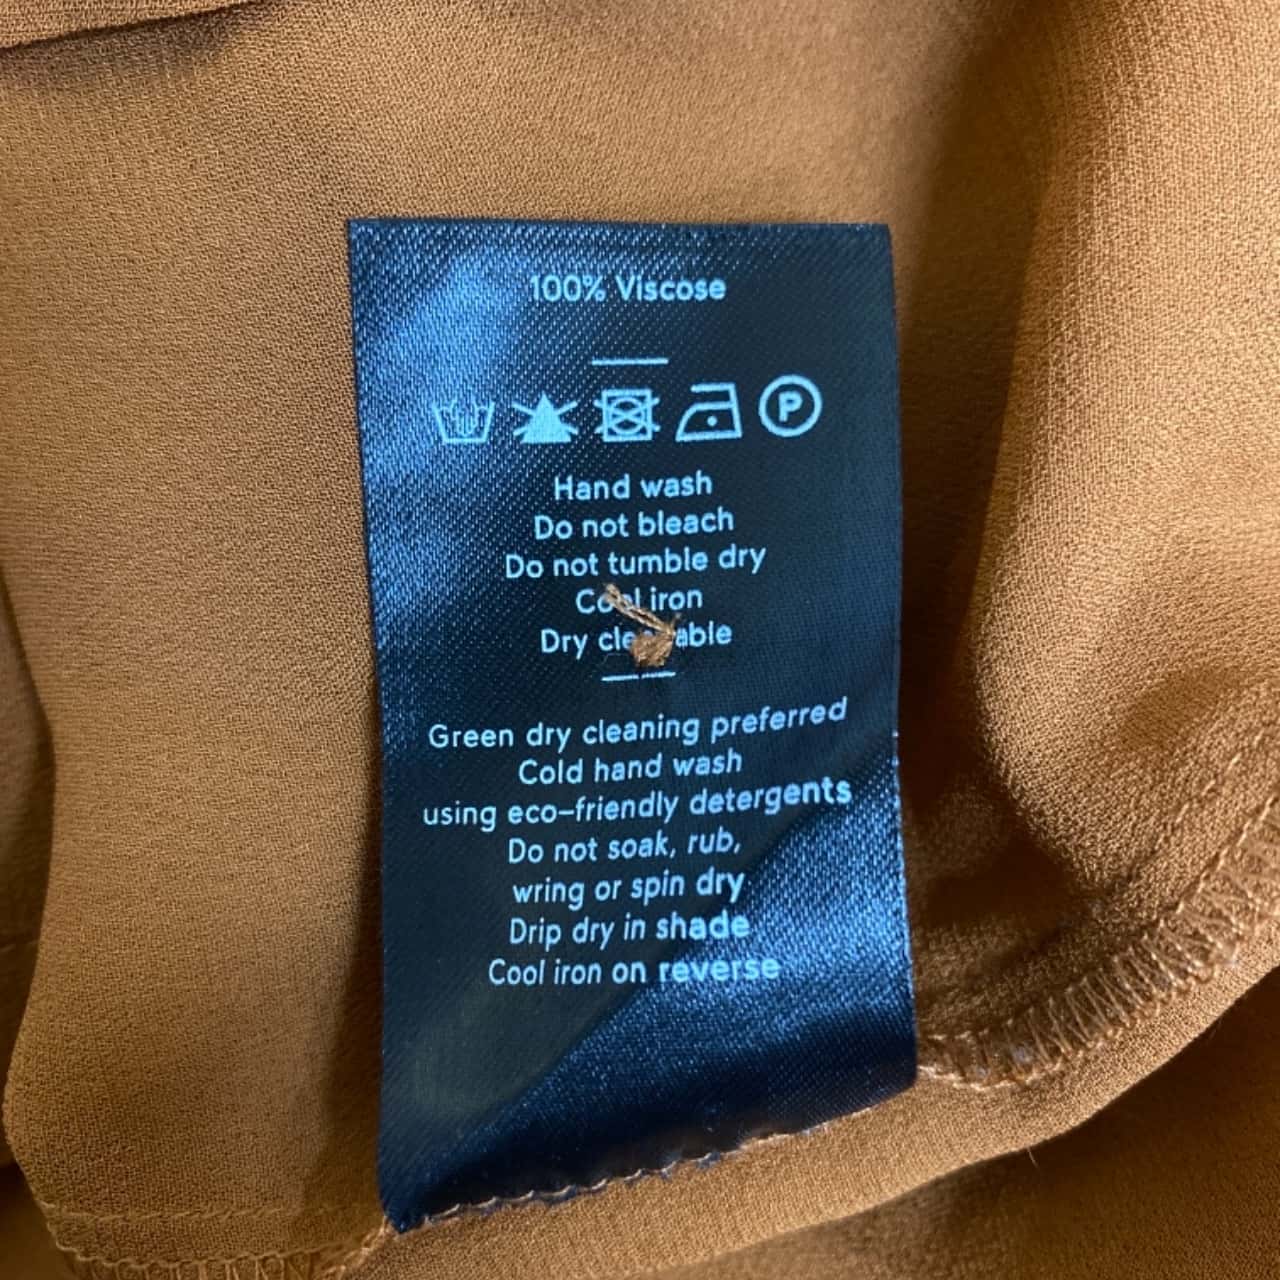 100% Viscose
P
Hand wash
Do not bleach
Do not tumble dry
Cool iron
Dry cleanable
Green dry cleaning preferred
Cold hand wash
using eco-friendly detergents
Do not soak, rub,
wring or spin dry
Drip dry in shade
Cool iron on reverse